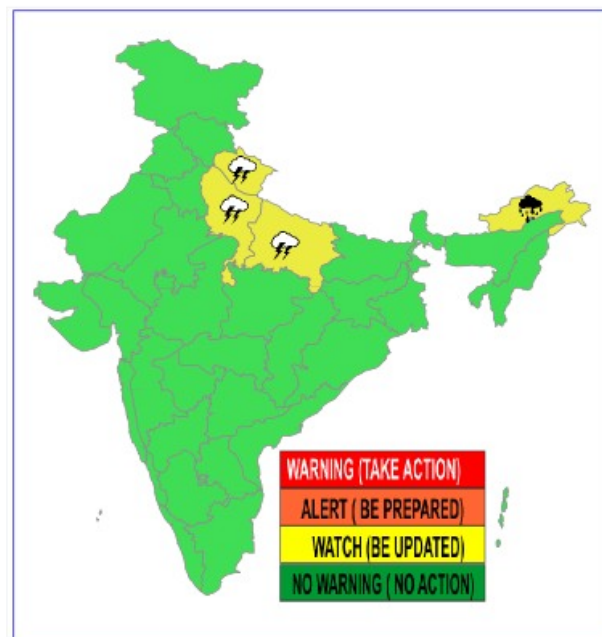 WARNING (TAKE ACTION)
ALERT ( BE PREPARED)
WATCH (BE UPDATED)
NO WARNING ( NO ACTION)